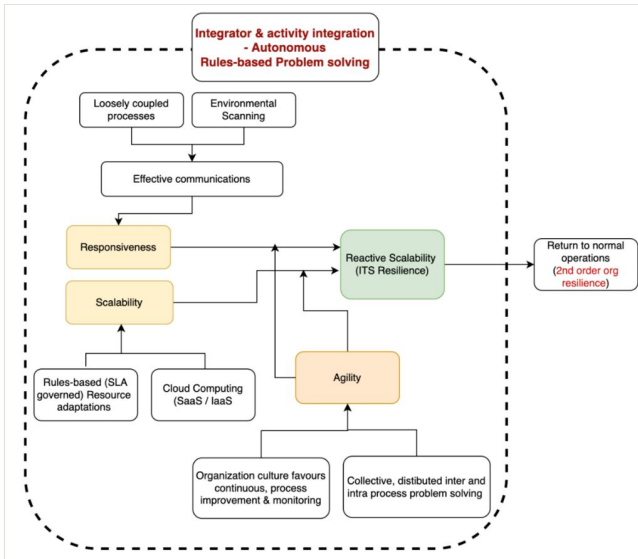 Integrator & activity integration
- Autonomous
Rules-based Problem solving
Loosely coupled
processes
Environmental
Scanning
Effective communications
Responsiveness
Reactive Scalability
(ITS Resilience)
Return to normal
operations
(2nd order org
resilience)
Scalability
Rules-based (SLA
governed) Resource
adaptations
Cloud Computing
(SaaS / IaaS
Agility
Organization culture favours
continuous, process
improvement & monitoring
Collective, distibuted inter and
intra process problem solving